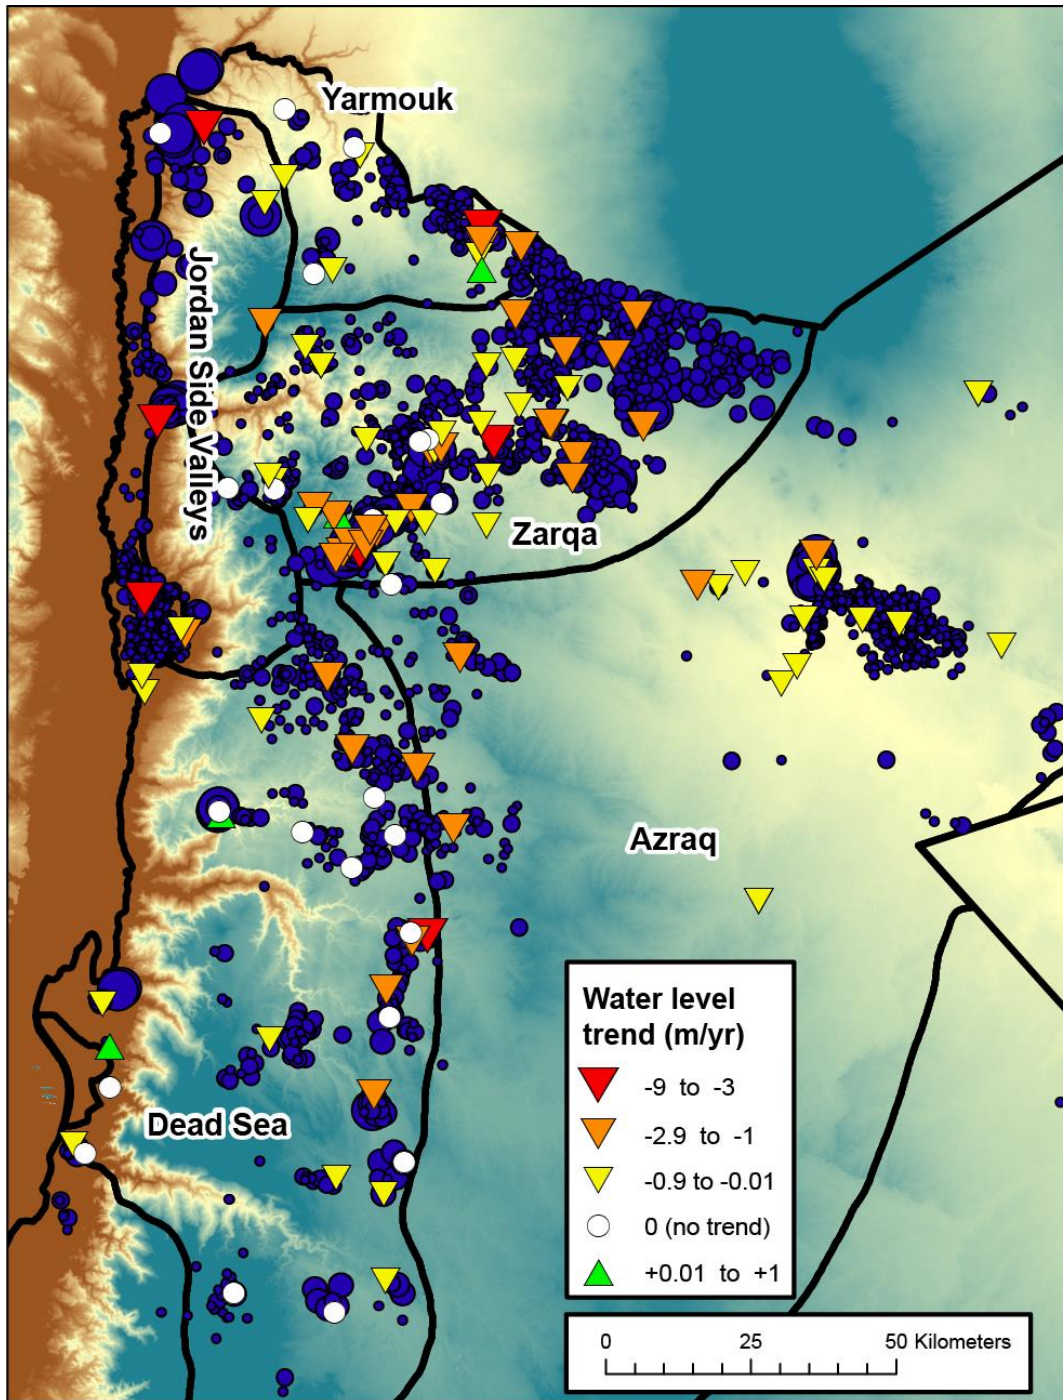 Yarmouk
Jordan Side Valleys
Zarqa
Azraq
Dead Sea
Water level
trend (m/yr)
-9 to -3
-2.9 to -1
-0.9 to -0.01
0 (no trend)
+0.01 to +1
0 25 50 Kilometers